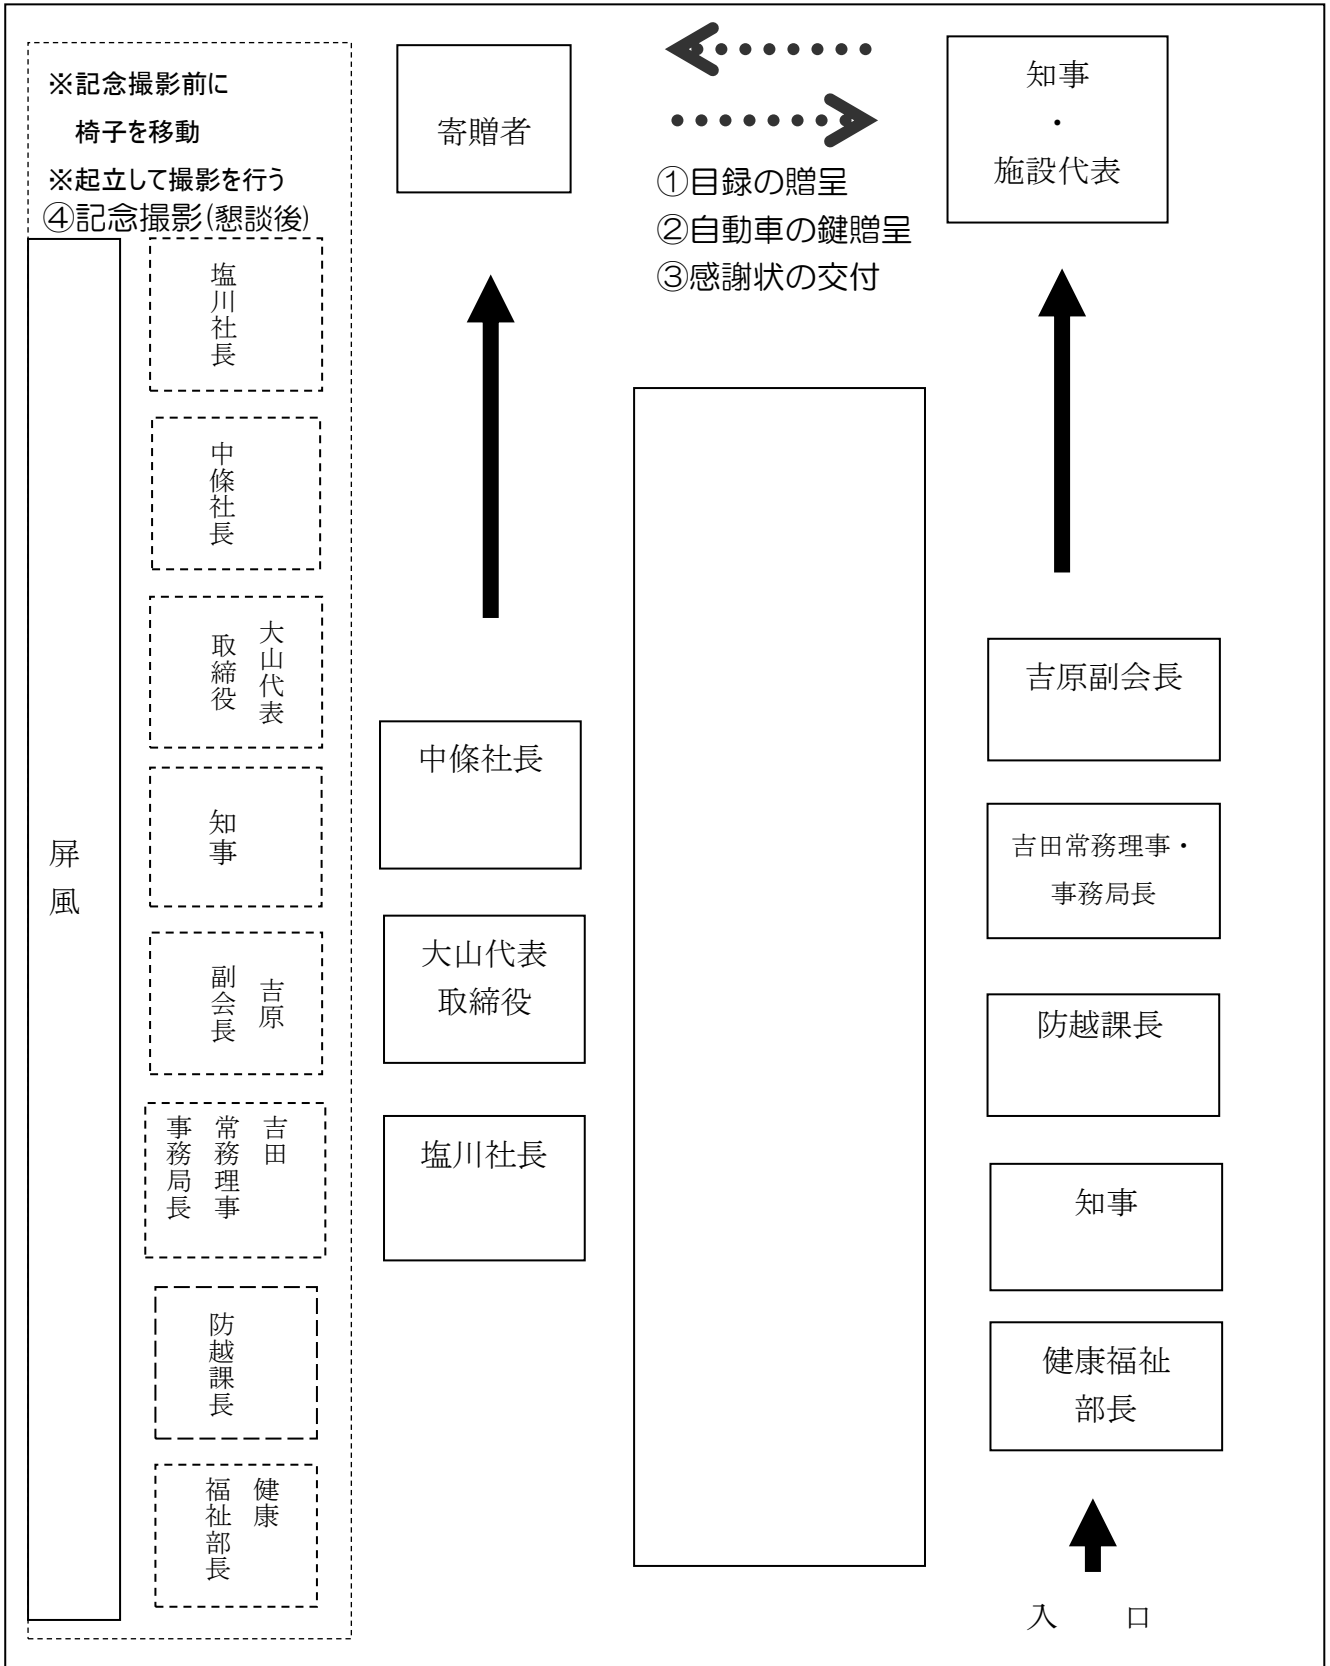 ※記念撮影前に
椅子を移動
※起立して撮影を行う
④記念撮影(懇談後)
寄贈者
知事
・
施設代表
①目録の贈呈
②自動車の鍵贈呈
③感謝状の交付
屏風
塩川社長
中條社長
大山代表
取締役
知事
吉原
副会長
吉田
常務理事
事務局長
防越課長
健康
福祉部長
中條社長
大山代表
取締役
塩川社長
吉原副会長
吉田常務理事・
事務局長
防越課長
知事
健康福祉
部長
入　口